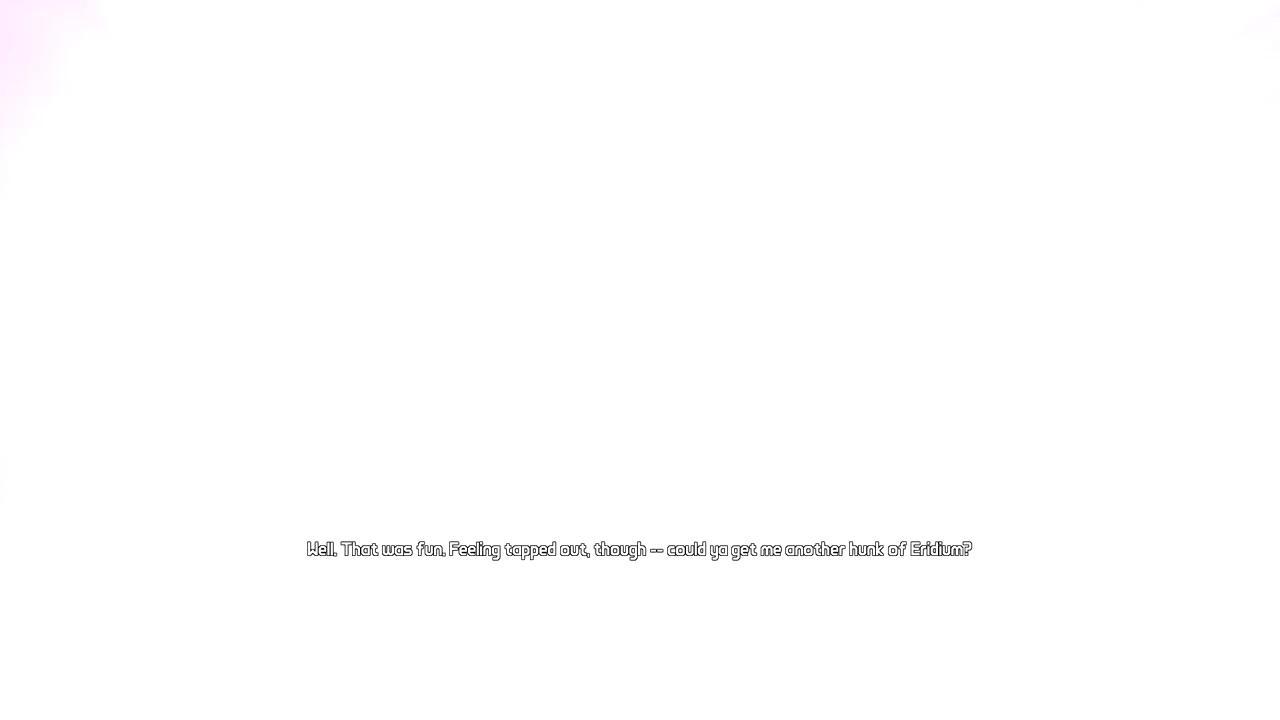 Well. That was fun. Feeling tapped out, though -- could ya get me another hunk of Eridium?